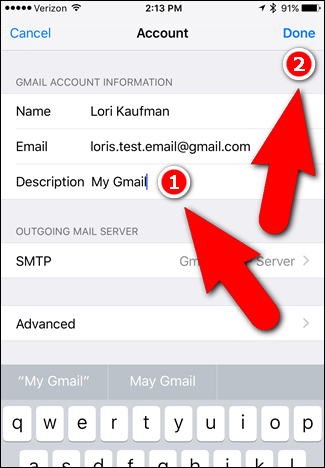 Verizon 2:13 PM 91%
Cancel Account Done
2
GMAIL ACCOUNT INFORMATION
Name Lori Kaufman
Email loris.test.email@gmail.com
Description My Gmail 1
OUTGOING MAIL SERVER
SMTP Gm Server
Advanced
“My Gmail” May Gmail
q w e r t y u i o p
a s d f g h j k l